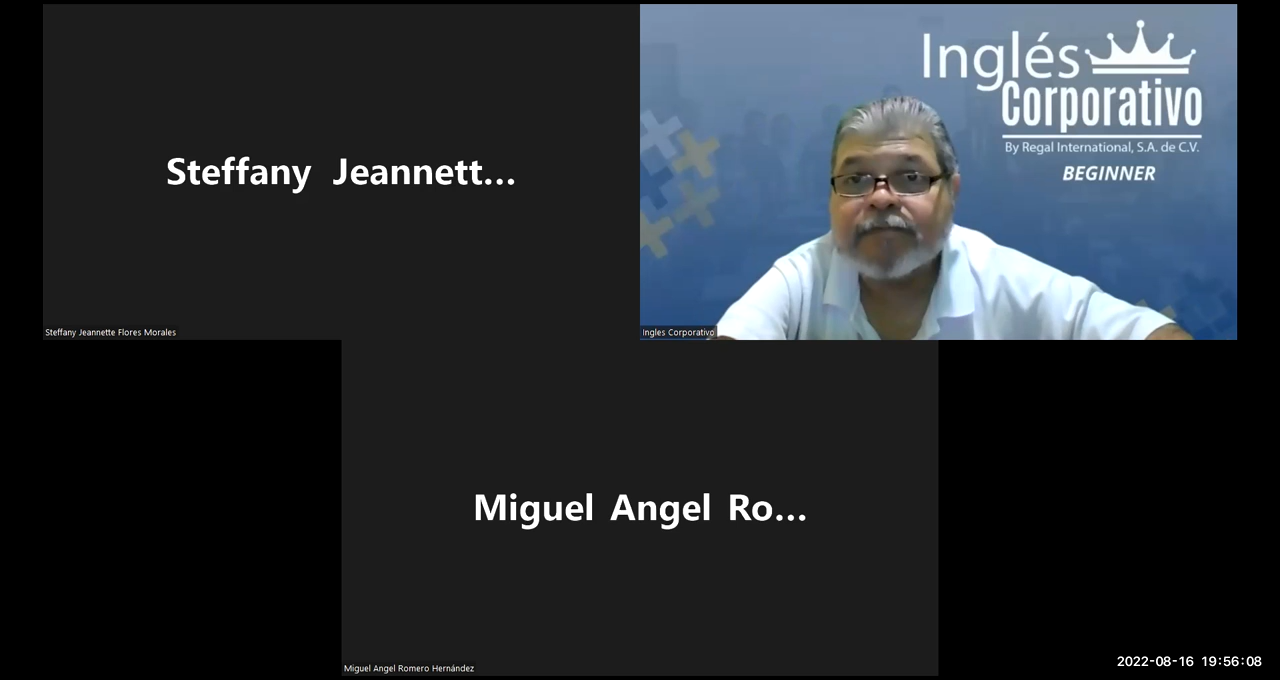 Steffany Jeannett...
Steffany Jeannette Flores Morales
Inglés
Corporativo
By Regal International, S.A. de C.V.
BEGINNER
Ingles Corporativo
Miguel Angel Ro...
Miguel Angel Romero Hernández
2022-08-16 19:56:08